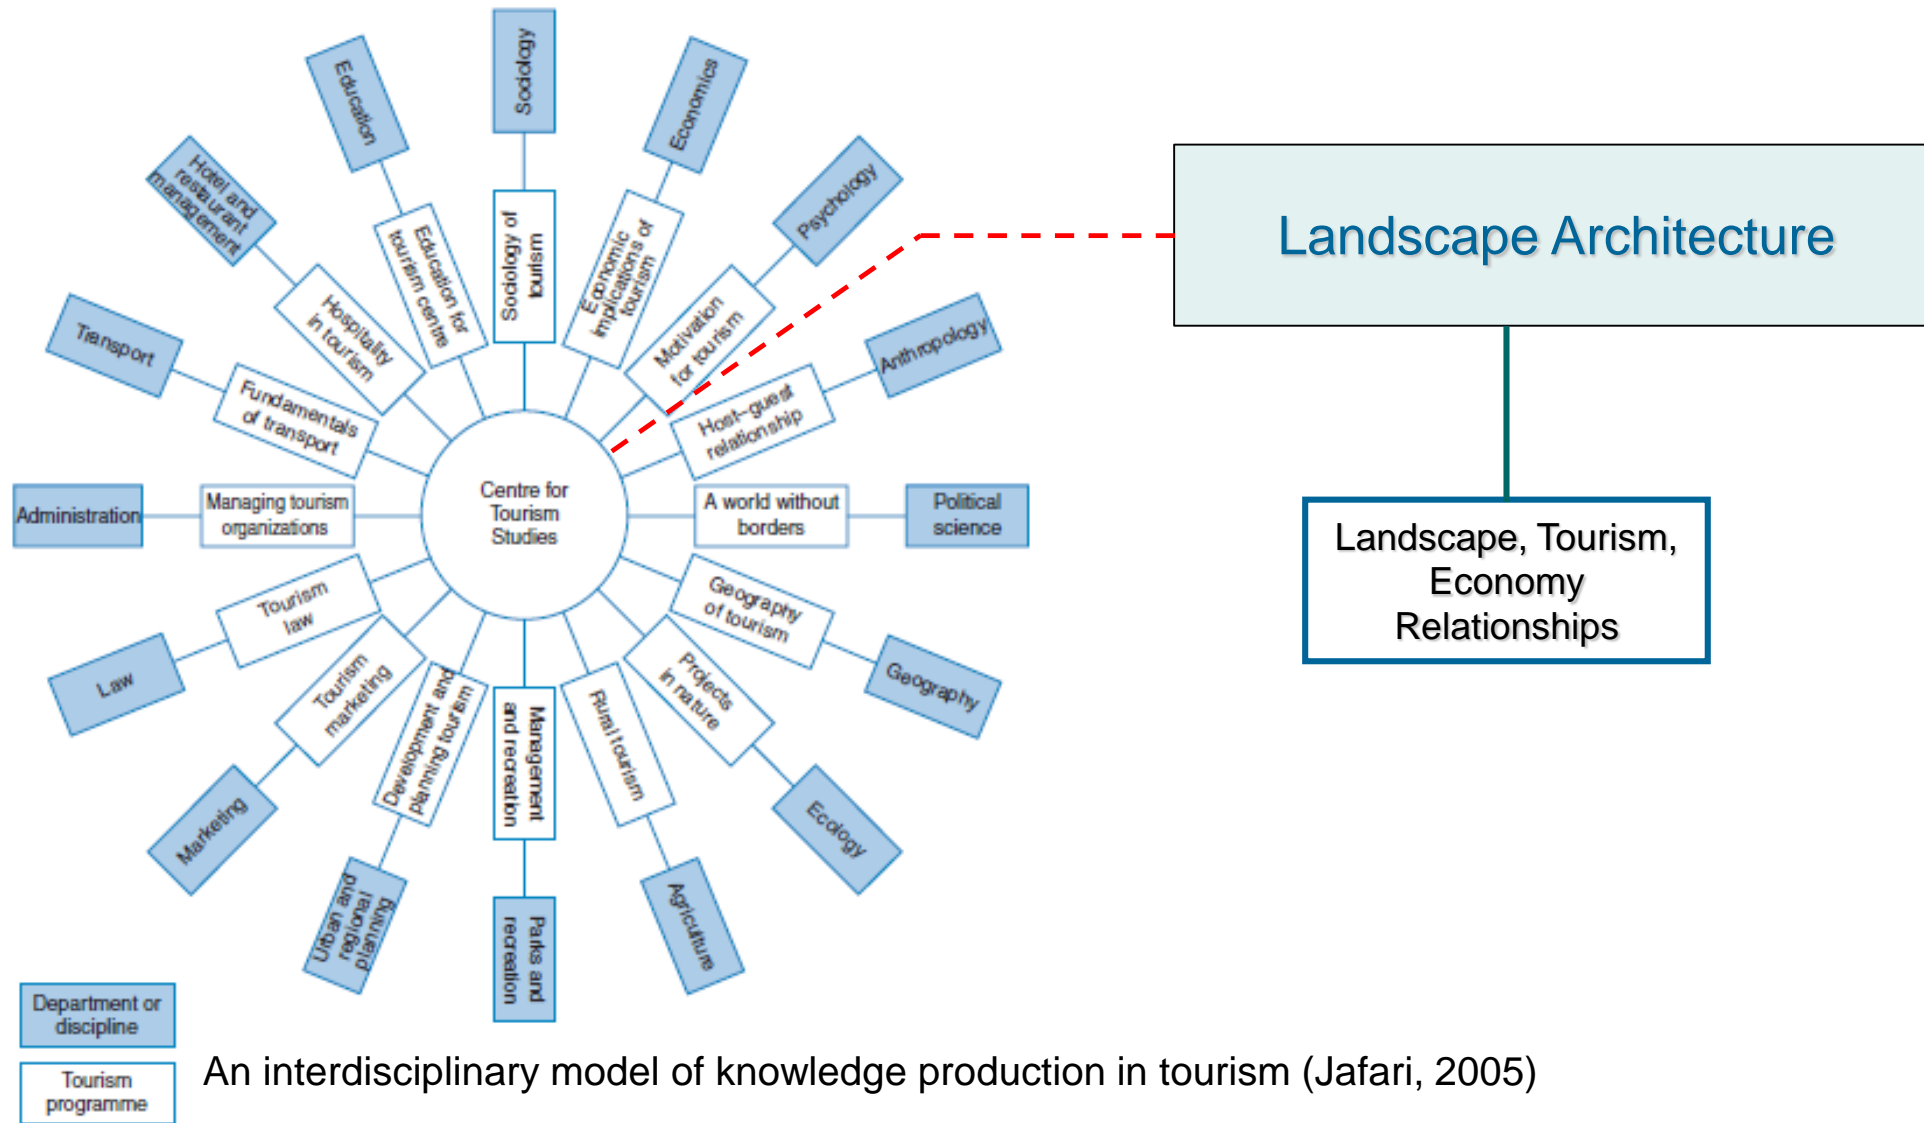 Sociology
Sociology of
tourism
Economics
Economic
implications of
tourism
Psychology
Motivation
for tourism
Anthropology
Host–guest
relationship
Political
science
A world without
borders
Geography
Geography
of tourism
Ecology
Projects
in nature
Agriculture
Rural tourism
Parks and
recreation
Management
and recreation
Urban and
regional
planning
Development and
planning tourism
Marketing
Tourism
marketing
Law
Tourism
law
Administration
Managing tourism
organizations
Transport
Fundamentals
of transport
Hotel and
restaurant
management
Hospitality
in tourism
Education
Education for
tourism centre
Centre for
Tourism
Studies
Landscape Architecture
Landscape, Tourism,
Economy
Relationships
Department or
discipline
Tourism
programme
An interdisciplinary model of knowledge production in tourism (Jafari, 2005)